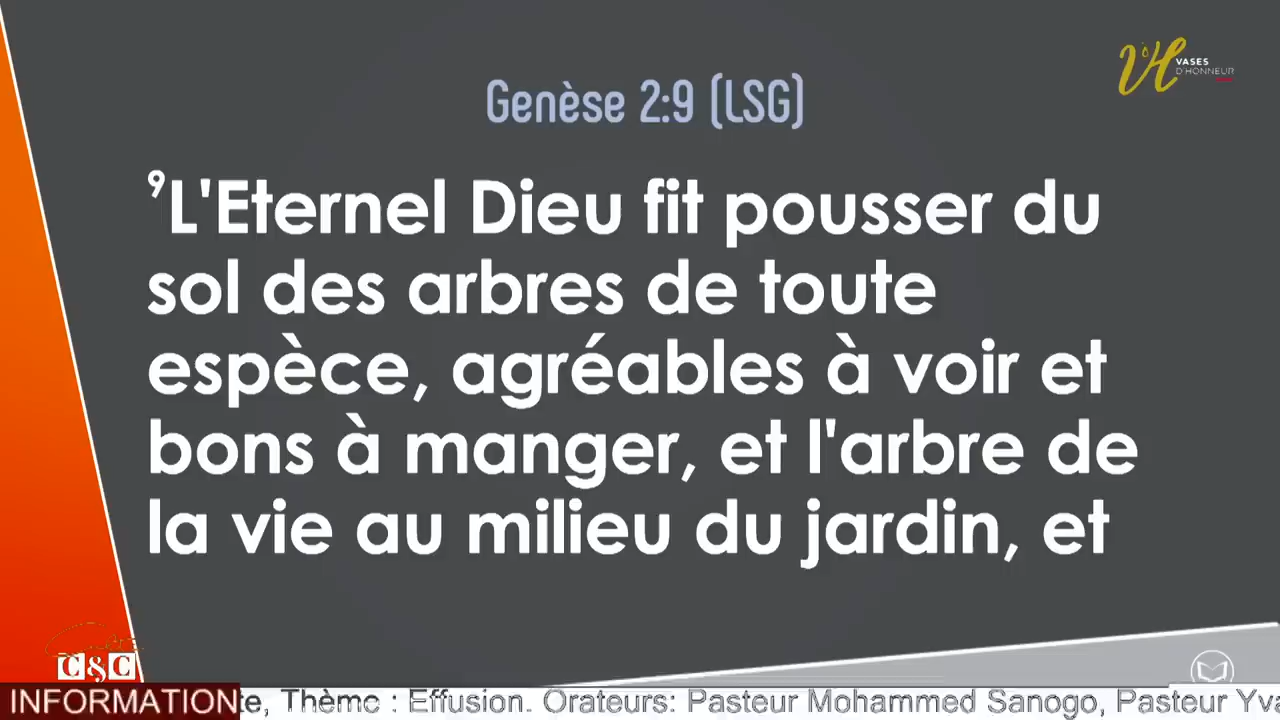 VASES
D'HONNEUR
Genèse 2:9 (LSG)
⁹L'Eternel Dieu fit pousser du
sol des arbres de toute
espèce, agréables à voir et
bons à manger, et l'arbre de
la vie au milieu du jardin, et
C&C
INFORMATION
te, Thème : Effusion. Orateurs: Pasteur Mohammed Sanogo, Pasteur Yva